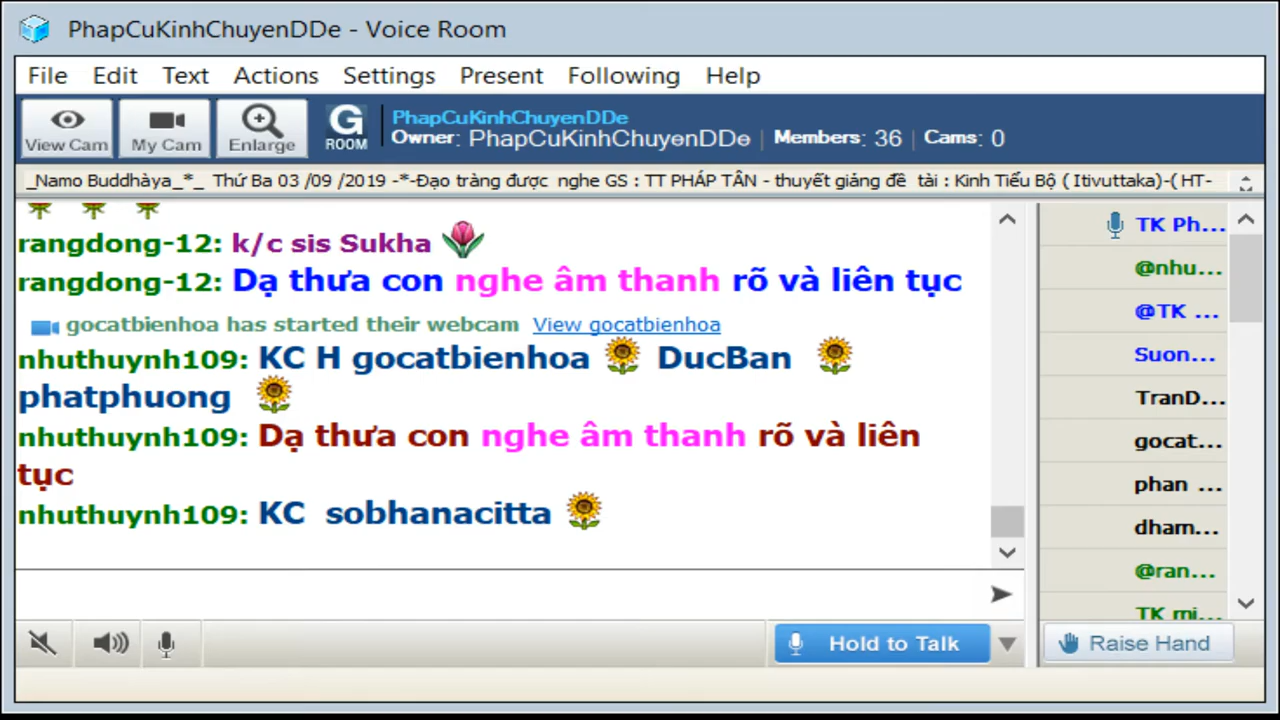 PhapCuKinhChuyenDDe - Voice Room
File Edit Text Actions Settings Present Following Help
View Cam My Cam Enlarge G ROOM
PhapCuKinhChuyenDDe
Owner: PhapCuKinhChuyenDDe | Members: 36 | Cams: 0
_Namo Buddhàya_*_ Thứ Ba 03 /09 /2019 -*-Đạo tràng được nghe GS : TT PHÁP TÂN - thuyết giảng đề tài : Kinh Tiểu Bộ ( Itivuttaka)-( HT-
rangdong-12: k/c sis Sukha
rangdong-12: Dạ thưa con nghe âm thanh rõ và liên tục
gocatbienhoa has started their webcam View gocatbienhoa
nhuthuynh109: KC H gocatbienhoa DucBan
phatphuong
nhuthuynh109: Dạ thưa con nghe âm thanh rõ và liên
tục
nhuthuynh109: KC sobhanacitta
TK Ph...
@nhu...
@TK ...
Suon...
TranD...
gocat...
phan ...
dham...
@ran...
TK mi...
Hold to Talk
Raise Hand